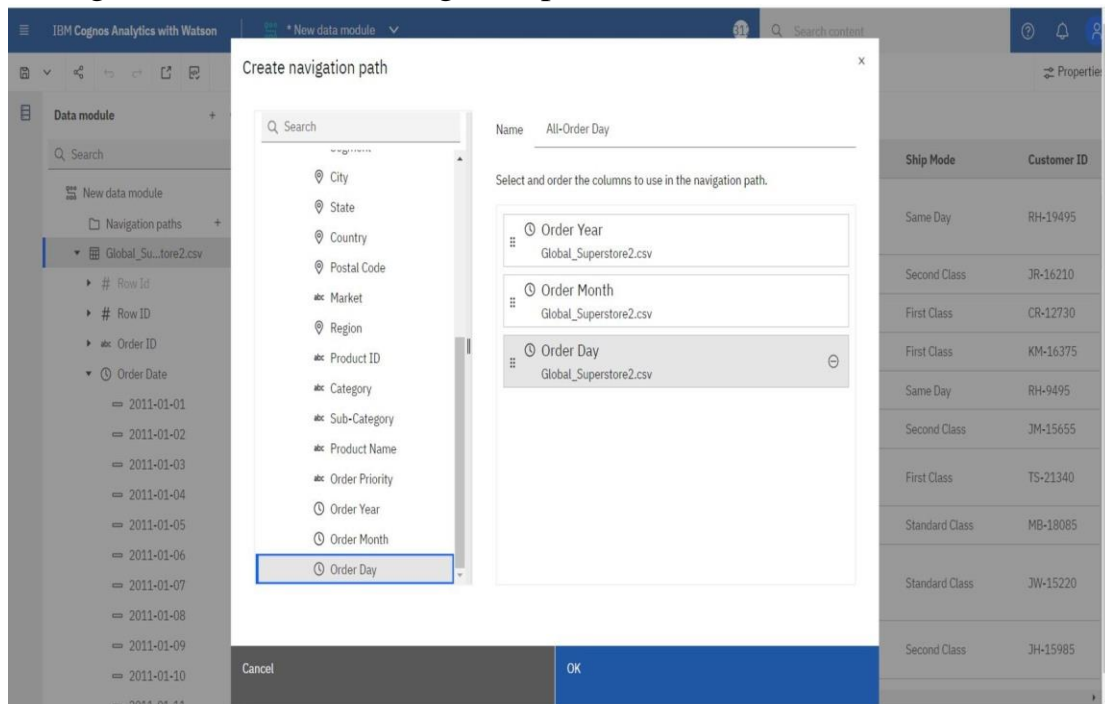 IBM Cognos Analytics with Watson
* New data module
Search content
Properties
Data module
+
Search
New data module
Navigation paths +
Global_Su...tore2.csv
# Row Id
# Row ID
abc Order ID
Order Date
2011-01-01
2011-01-02
2011-01-03
2011-01-04
2011-01-05
2011-01-06
2011-01-07
2011-01-08
2011-01-09
2011-01-10
Create navigation path
x
Search
City
State
Country
Postal Code
abc Market
Region
abc Product ID
abc Category
abc Sub-Category
abc Product Name
abc Order Priority
Order Year
Order Month
Order Day
Name All-Order Day
Select and order the columns to use in the navigation path.
Order Year
Global_Superstore2.csv
Order Month
Global_Superstore2.csv
Order Day
Global_Superstore2.csv
Cancel
OK
Ship Mode Customer ID
Same Day RH-19495
Second Class JR-16210
First Class CR-12730
First Class KM-16375
Same Day RH-9495
Second Class JM-15655
First Class TS-21340
Standard Class MB-18085
Standard Class JW-15220
Second Class JH-15985